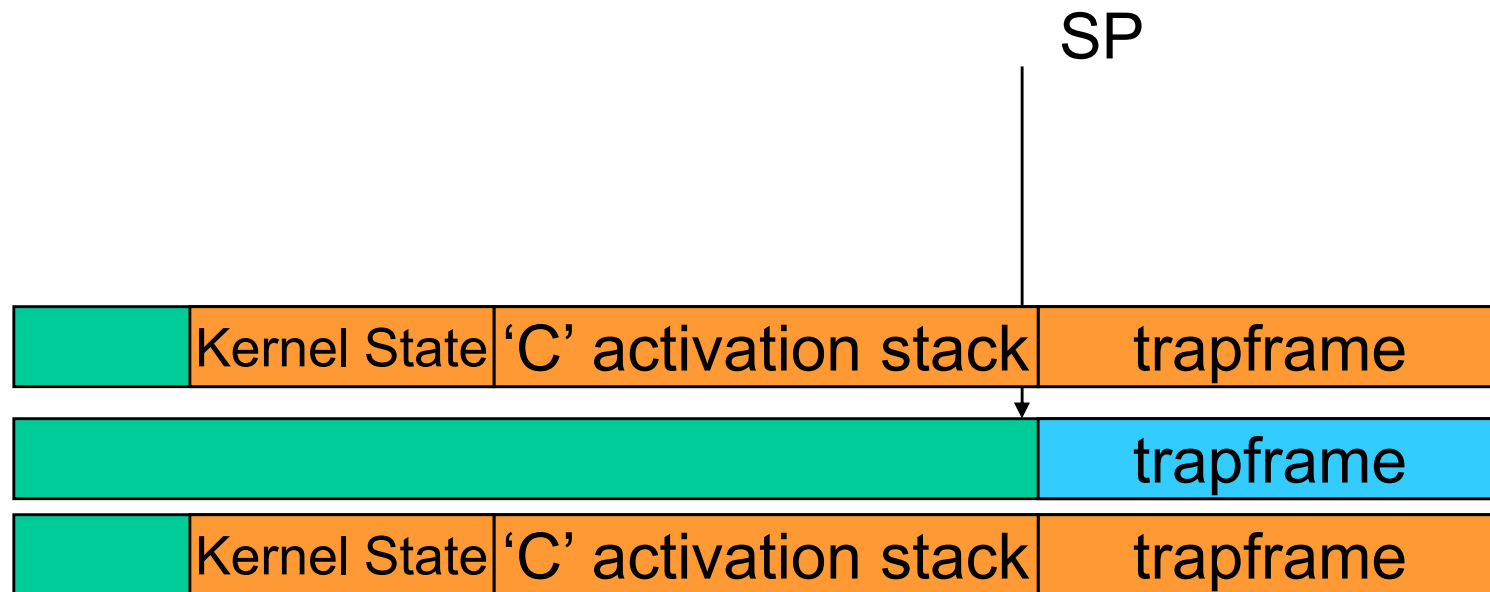 SP
Kernel State ‘C’ activation stack trapframe
trapframe
Kernel State ‘C’ activation stack trapframe